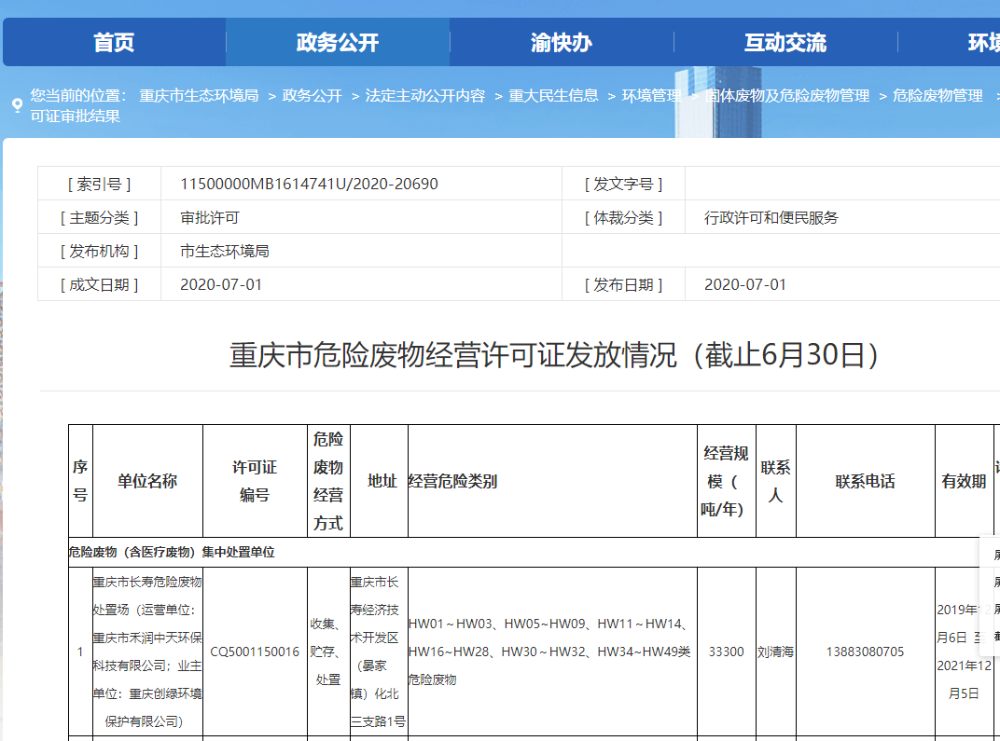 首页 政务公开 渝快办 互动交流 环境
您当前的位置： 重庆市生态环境局 > 政务公开 > 法定主动公开内容 > 重大民生信息 > 环境管理 > 固体废物及危险废物管理 > 危险废物管理 >
可证审批结果
[ 索引号 ] 11500000MB1614741U/2020-20690 [ 发文字号 ]
[ 主题分类 ] 审批许可 [ 体裁分类 ] 行政许可和便民服务
[ 发布机构 ] 市生态环境局
[ 成文日期 ] 2020-07-01 [ 发布日期 ] 2020-07-01
重庆市危险废物经营许可证发放情况（截止6月30日）
序
号
单位名称
许可证
编号
危险
废物
经营
方式
地址
经营危险类别
经营规
模（
吨/年）
联系
人
联系电话
有效期
危险废物（含医疗废物）集中处置单位
1
重庆市长寿危险废物
处置场（运营单位：
重庆市禾润中天环保
科技有限公司；业主
单位：重庆创绿环境
保护有限公司）
CQ5001150016
收集、
贮存、
处置
重庆市长
寿经济技
术开发区
（晏家
镇）化北
三支路1号
HW01～HW03、HW05~HW09、HW11～HW14、
HW16~HW28、HW30～HW32、HW34~HW49类
危险废物
33300
刘清海
13883080705
2019年12
月6日 至
2021年12
月5日